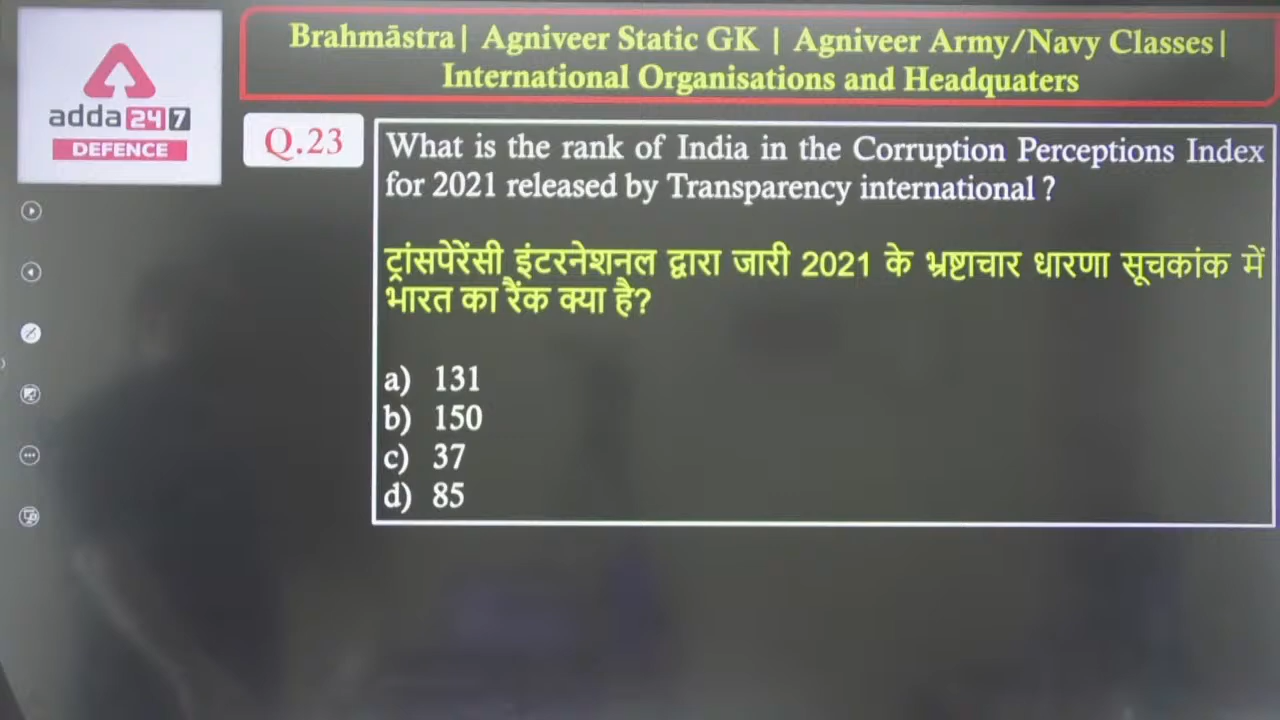 Brahmāstra| Agniveer Static GK | Agniveer Army/Navy Classes|
International Organisations and Headquaters
adda 24 7
DEFENCE
Q.23
What is the rank of India in the Corruption Perceptions Index
for 2021 released by Transparency international ?
ट्रांसपेरेंसी इंटरनेशनल द्वारा जारी 2021 के भ्रष्टाचार धारणा सूचकांक में
भारत का रैंक क्या है?
a) 131
b) 150
c) 37
d) 85